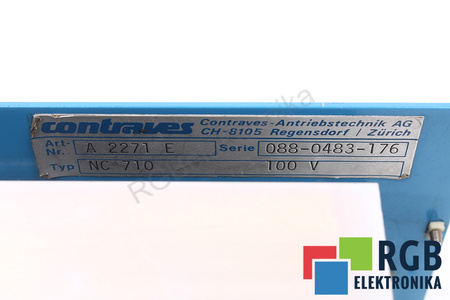 contraves
Contraves-Antriebstechnik AG
CH-8105 Regensdorf / Zürich
Art-Nr. A 2271 E Serie 088-0483-176
Typ NC 710 100 V
RGB
ELEKTRONIKA